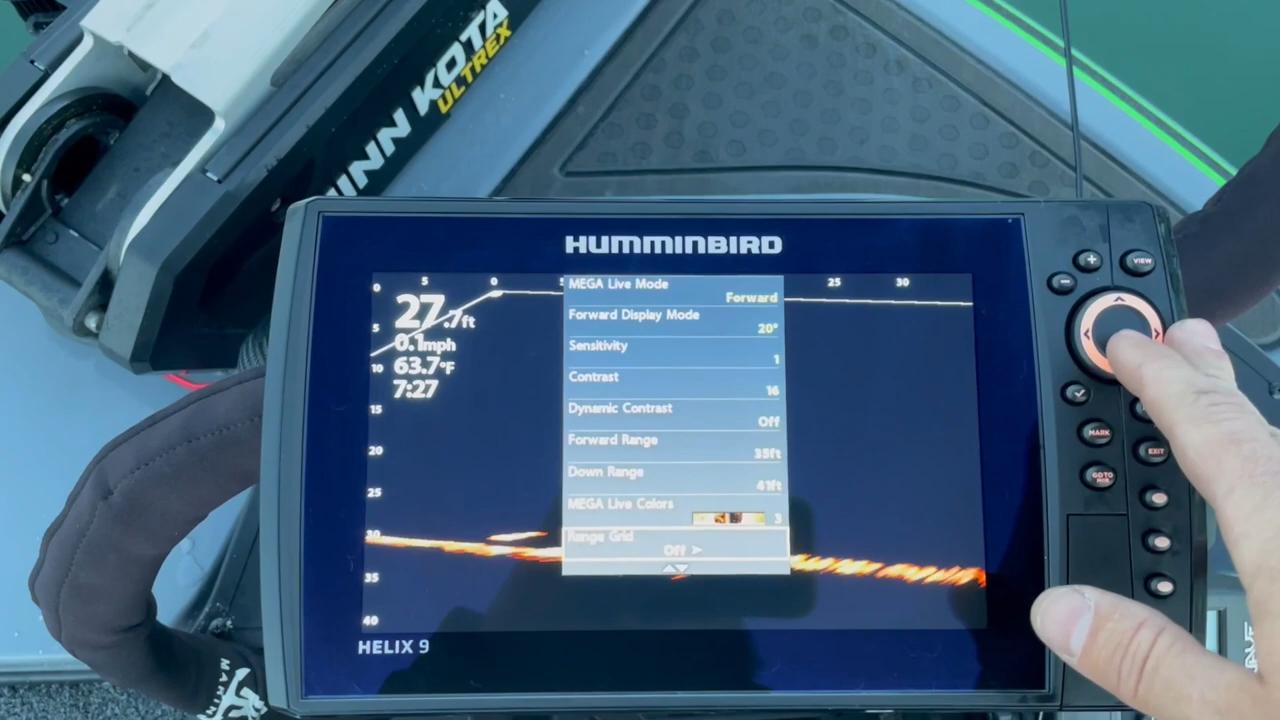 MINN KOTA
ULTREX
HUMMINBIRD
5 0 25 30
0
5
10
15
20
25
30
35
40
27.7ft
0.1mph
63.7°F
7:27
MEGA Live Mode
Forward
Forward Display Mode
20°
Sensitivity
1
Contrast
16
Dynamic Contrast
Off
Forward Range
35ft
Down Range
41ft
MEGA Live Colors
3
Range Grid
Off
HELIX 9
+
-
VIEW
MARK
EXIT
GO TO